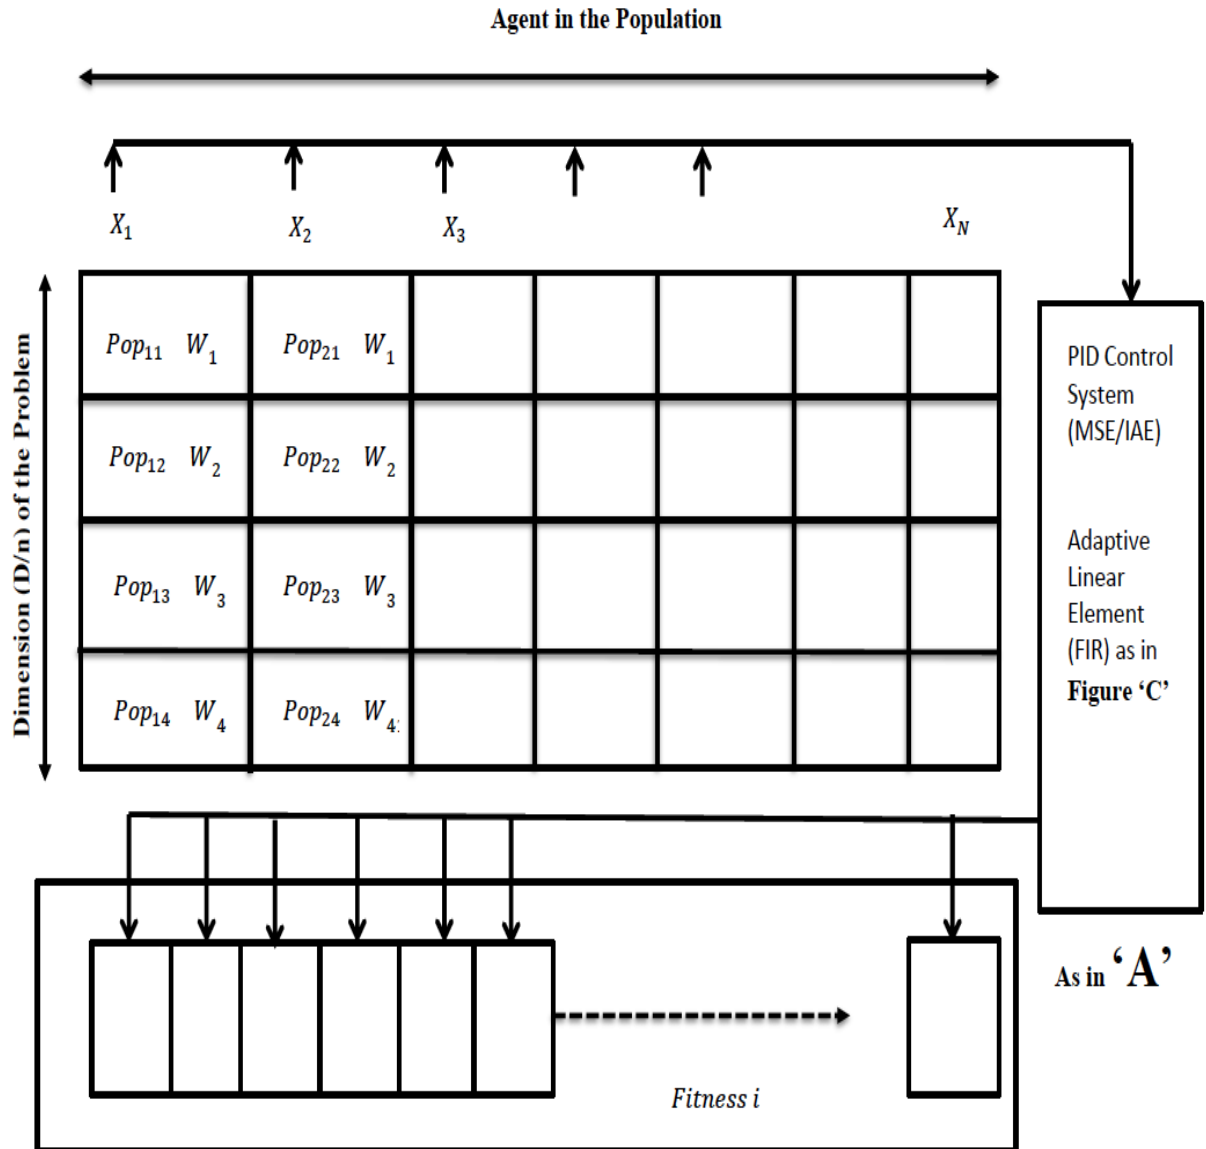 Agent in the Population
X₁ X₂ X₃ X_N
Dimension (D/n) of the Problem
Pop₁₁ W₁ Pop₂₁ W₁
Pop₁₂ W₂ Pop₂₂ W₂
Pop₁₃ W₃ Pop₂₃ W₃
Pop₁₄ W₄ Pop₂₄ W₄:
PID Control
System
(MSE/IAE)
Adaptive
Linear
Element
(FIR) as in
Figure ‘C’
As in ‘A’
Fitness i